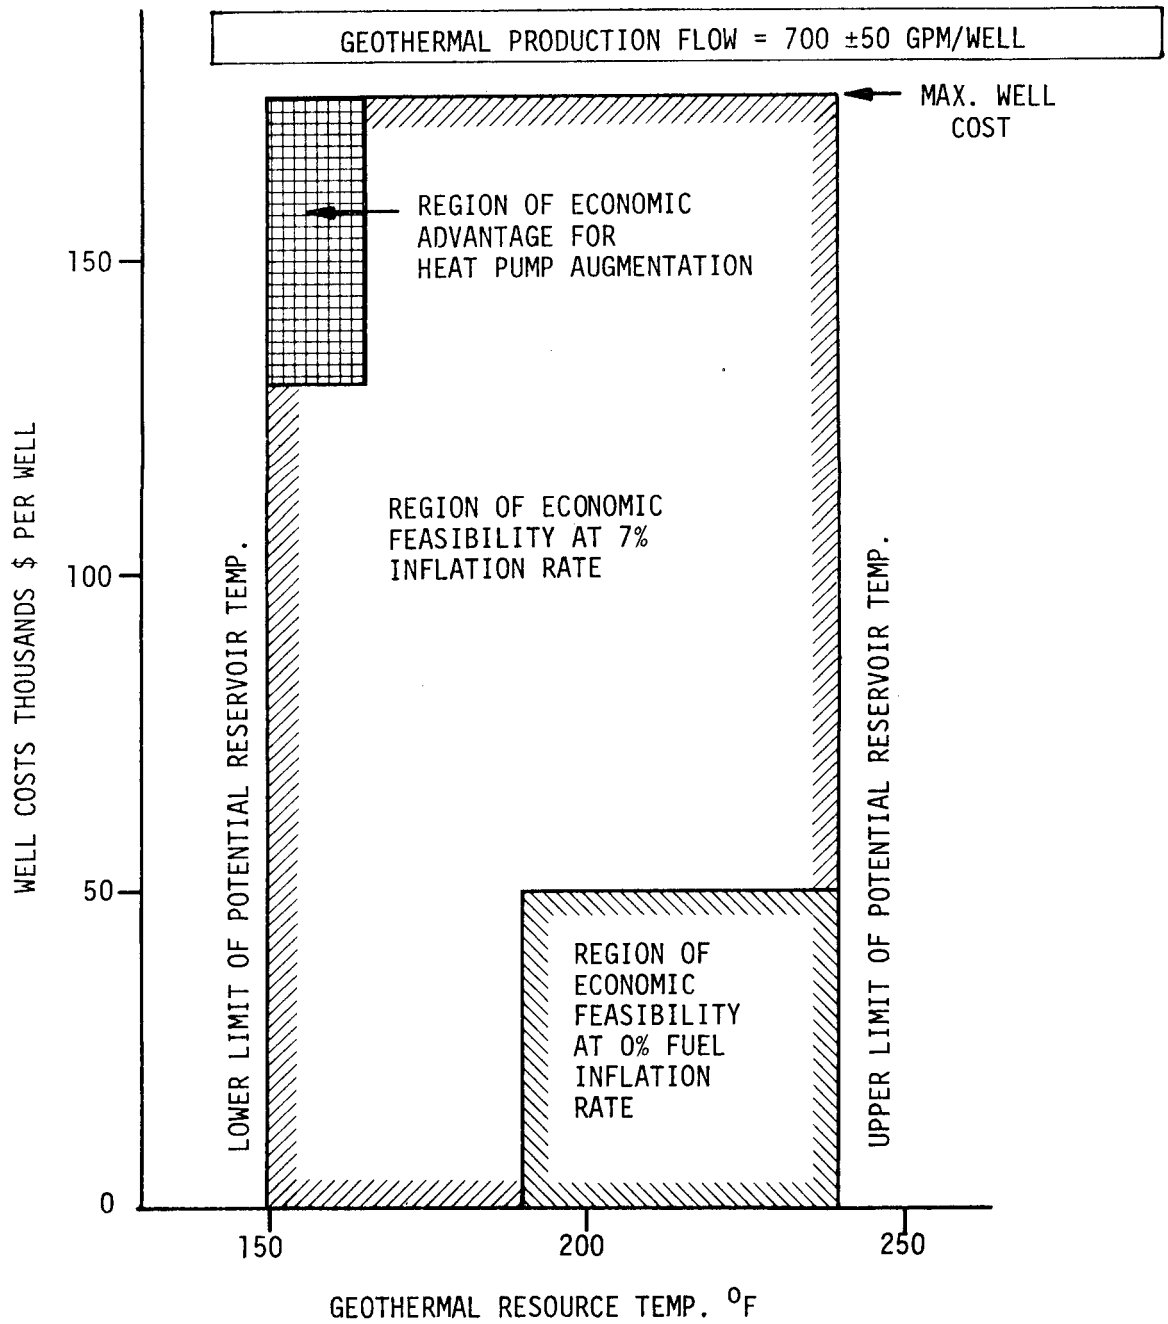 GEOTHERMAL PRODUCTION FLOW = 700 ±50 GPM/WELL
MAX. WELL
COST
REGION OF ECONOMIC
ADVANTAGE FOR
HEAT PUMP AUGMENTATION
150
REGION OF ECONOMIC
FEASIBILITY AT 7%
INFLATION RATE
100
WELL COSTS THOUSANDS $ PER WELL
LOWER LIMIT OF POTENTIAL RESERVOIR TEMP.
UPPER LIMIT OF POTENTIAL RESERVOIR TEMP.
50
REGION OF
ECONOMIC
FEASIBILITY
AT 0% FUEL
INFLATION
RATE
0
150
200
250
GEOTHERMAL RESOURCE TEMP. °F